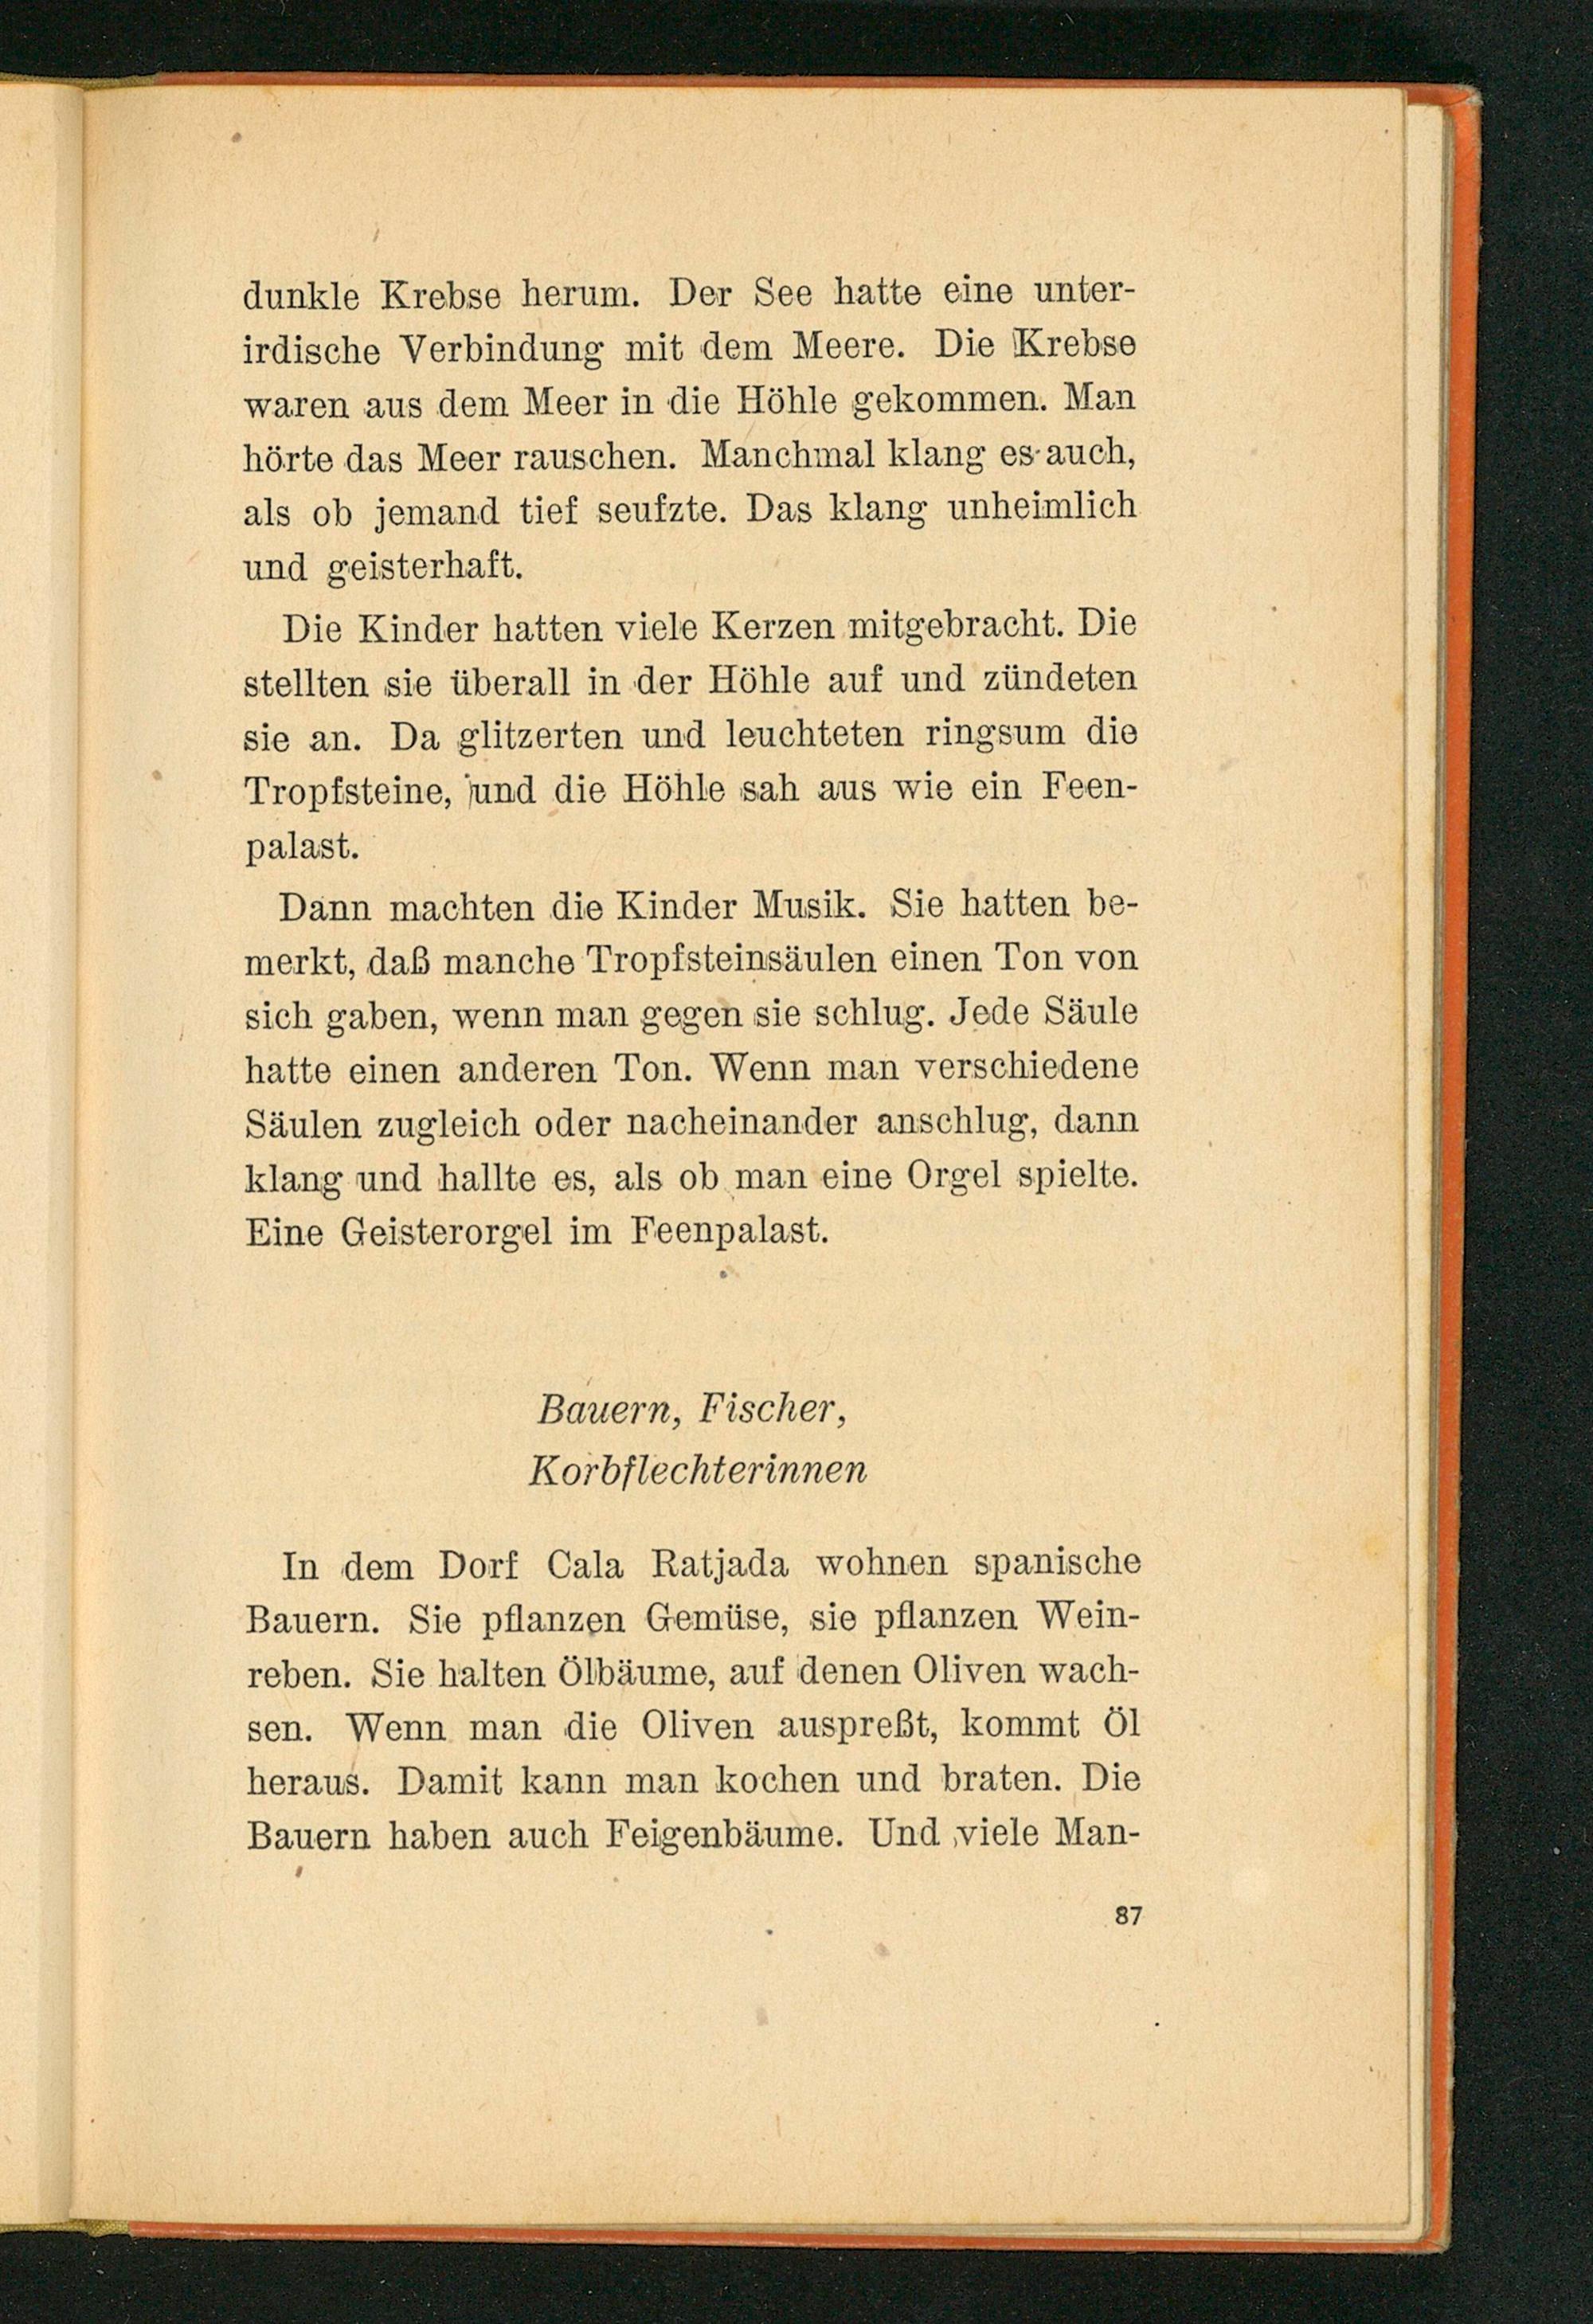 dunkle Krebse herum. Der See hatte eine unter-
irdische Verbindung mit dem Meere. Die Krebse
waren aus dem Meer in die Höhle gekommen. Man
hörte das Meer rauschen. Manchmal klang es auch,
als ob jemand tief seufzte. Das klang unheimlich
und geisterhaft.
Die Kinder hatten viele Kerzen mitgebracht. Die
stellten sie überall in der Höhle auf und zündeten
sie an. Da glitzerten und leuchteten ringsum die
Tropfsteine, und die Höhle sah aus wie ein Feen-
palast.
Dann machten die Kinder Musik. Sie hatten be-
merkt, daß manche Tropfsteinsäulen einen Ton von
sich gaben, wenn man gegen sie schlug. Jede Säule
hatte einen anderen Ton. Wenn man verschiedene
Säulen zugleich oder nacheinander anschlug, dann
klang und hallte es, als ob man eine Orgel spielte.
Eine Geisterorgel im Feenpalast.
Bauern, Fischer,
Korbflechterinnen
In dem Dorf Cala Ratjada wohnen spanische
Bauern. Sie pflanzen Gemüse, sie pflanzen Wein-
reben. Sie halten Ölbäume, auf denen Oliven wach-
sen. Wenn man die Oliven auspreßt, kommt Öl
heraus. Damit kann man kochen und braten. Die
Bauern haben auch Feigenbäume. Und viele Man-
87